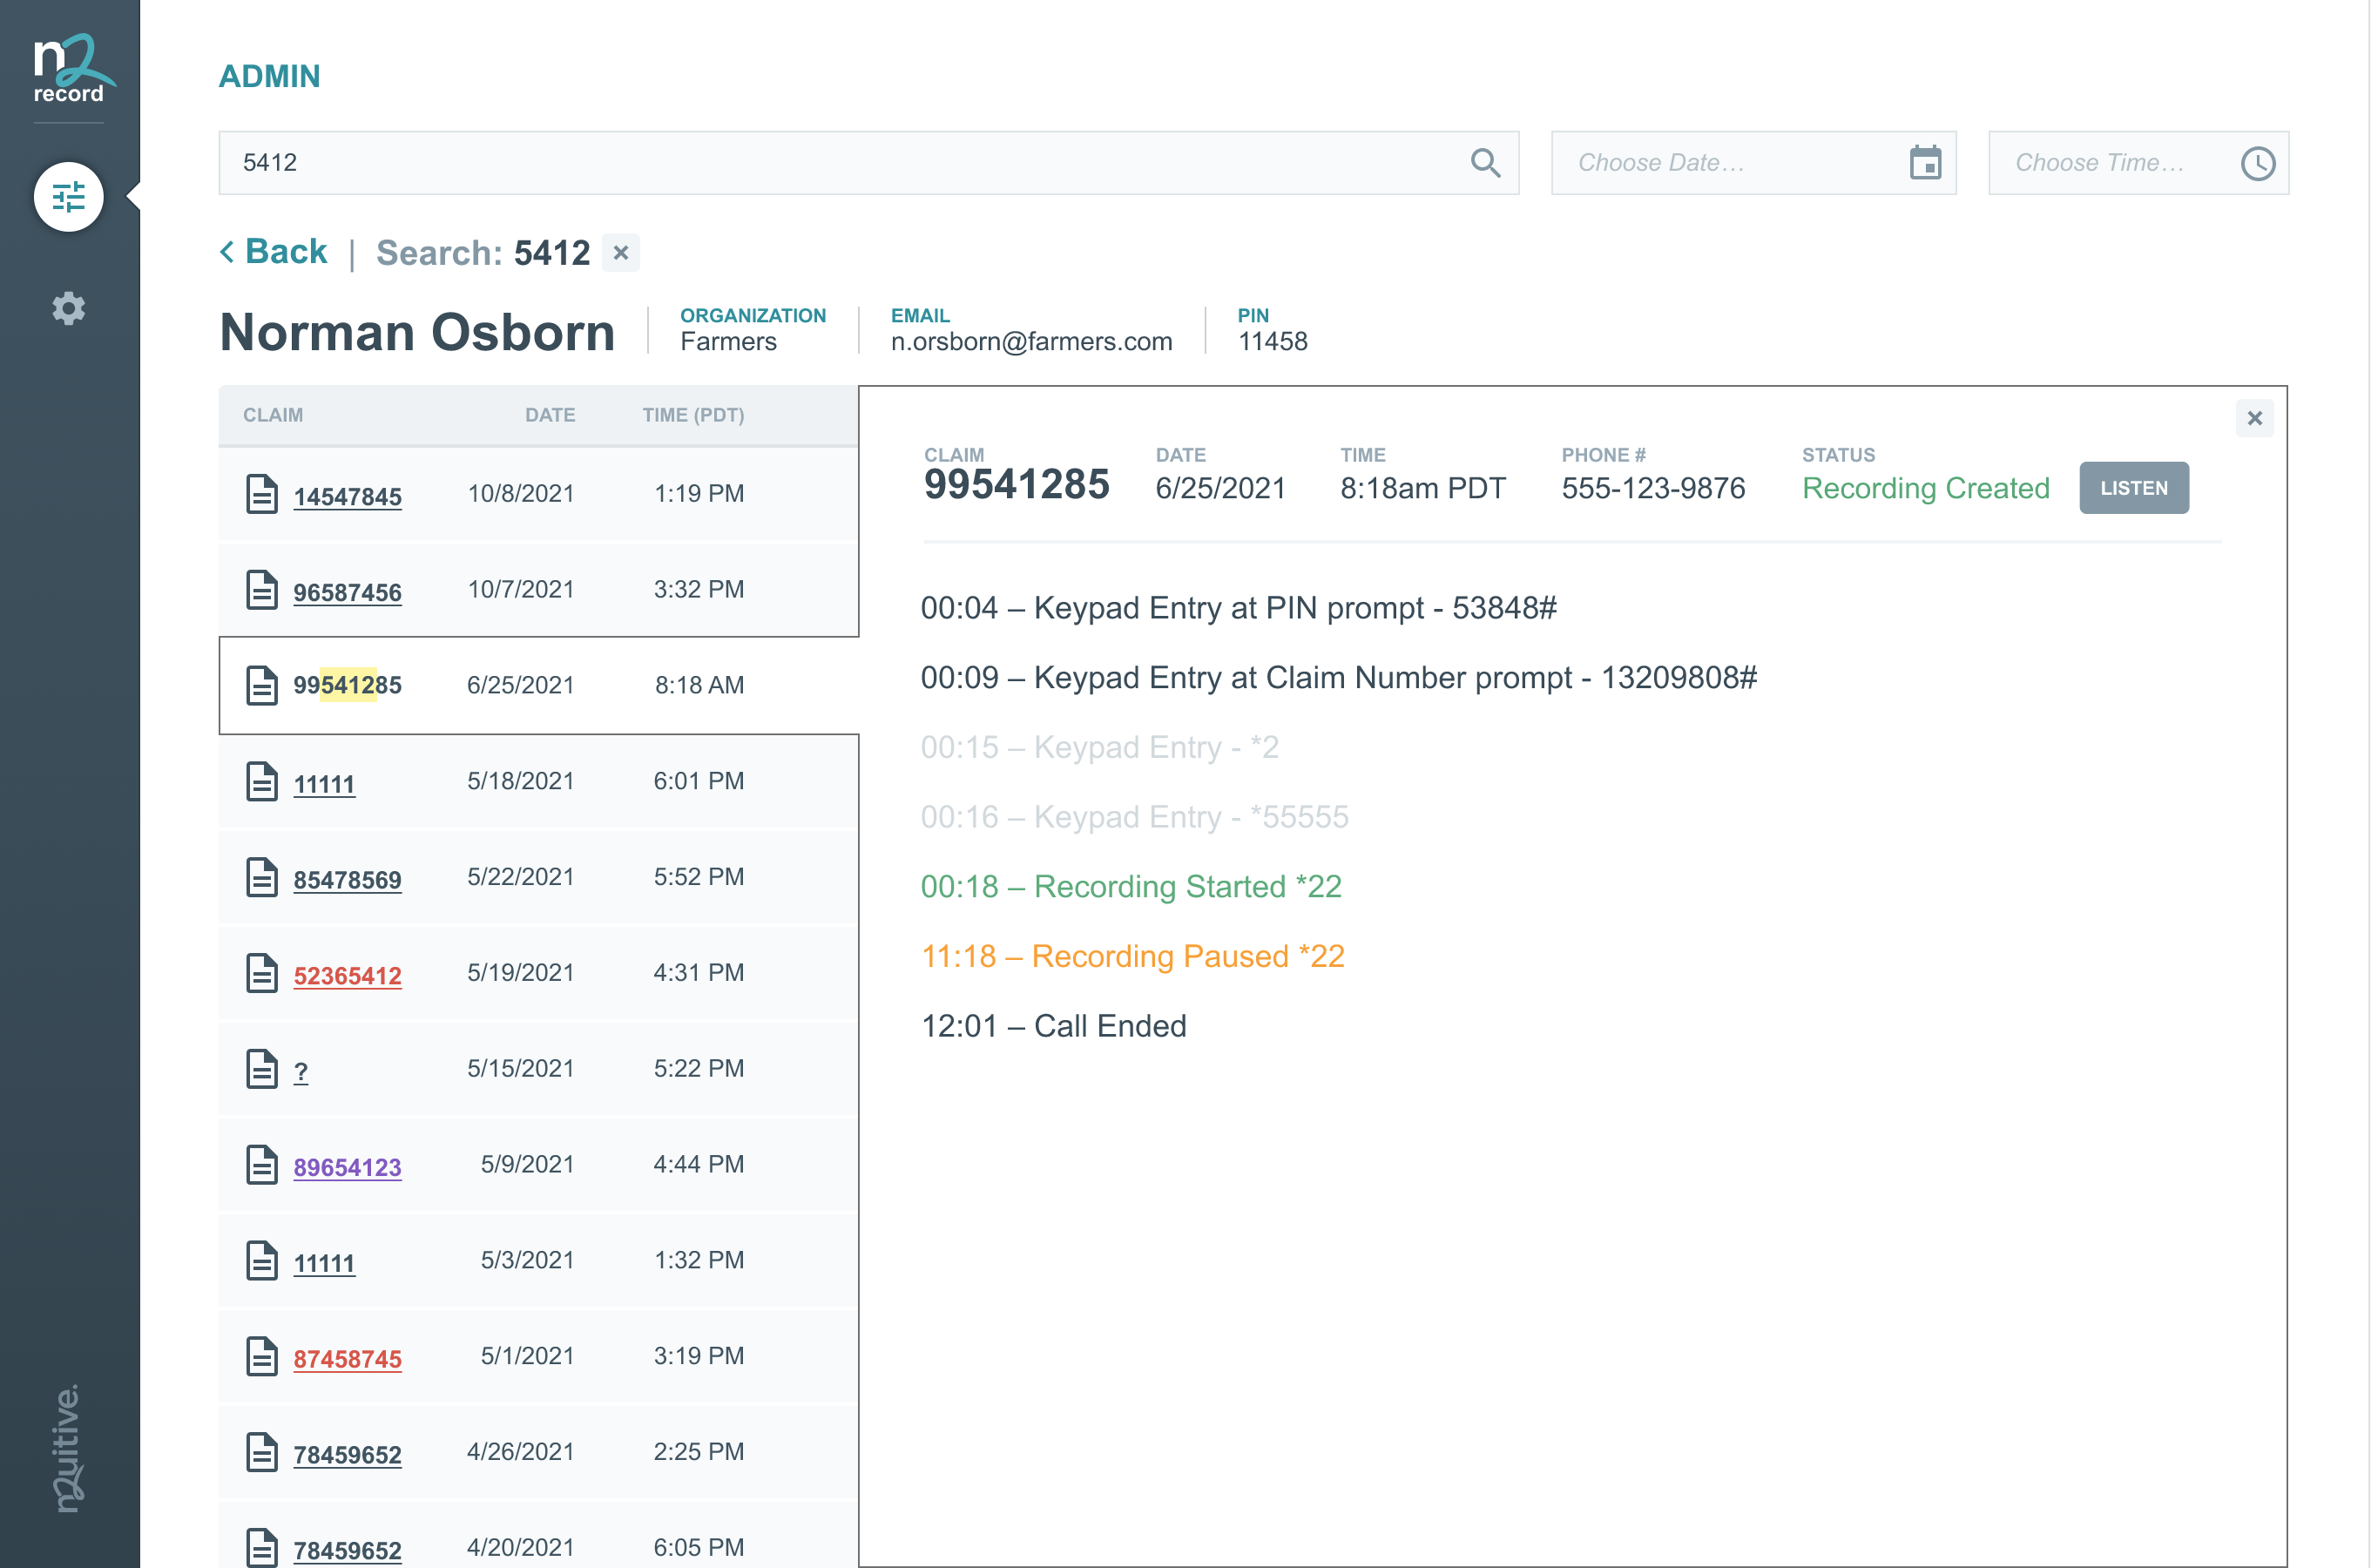 n2
record
ADMIN
5412
Choose Date...
Choose Time...
Back | Search: 5412
Norman Osborn
ORGANIZATION
Farmers
EMAIL
n.orsborn@farmers.com
PIN
11458
CLAIM DATE TIME (PDT)
14547845 10/8/2021 1:19 PM
96587456 10/7/2021 3:32 PM
99541285 6/25/2021 8:18 AM
11111 5/18/2021 6:01 PM
85478569 5/22/2021 5:52 PM
52365412 5/19/2021 4:31 PM
? 5/15/2021 5:22 PM
89654123 5/9/2021 4:44 PM
11111 5/3/2021 1:32 PM
87458745 5/1/2021 3:19 PM
78459652 4/26/2021 2:25 PM
78459652 4/20/2021 6:05 PM
CLAIM DATE TIME PHONE # STATUS
99541285 6/25/2021 8:18am PDT 555-123-9876 Recording Created LISTEN
00:04 – Keypad Entry at PIN prompt - 53848#
00:09 – Keypad Entry at Claim Number prompt - 13209808#
00:15 – Keypad Entry - *2
00:16 – Keypad Entry - *55555
00:18 – Recording Started *22
11:18 – Recording Paused *22
12:01 – Call Ended
n2uitive.